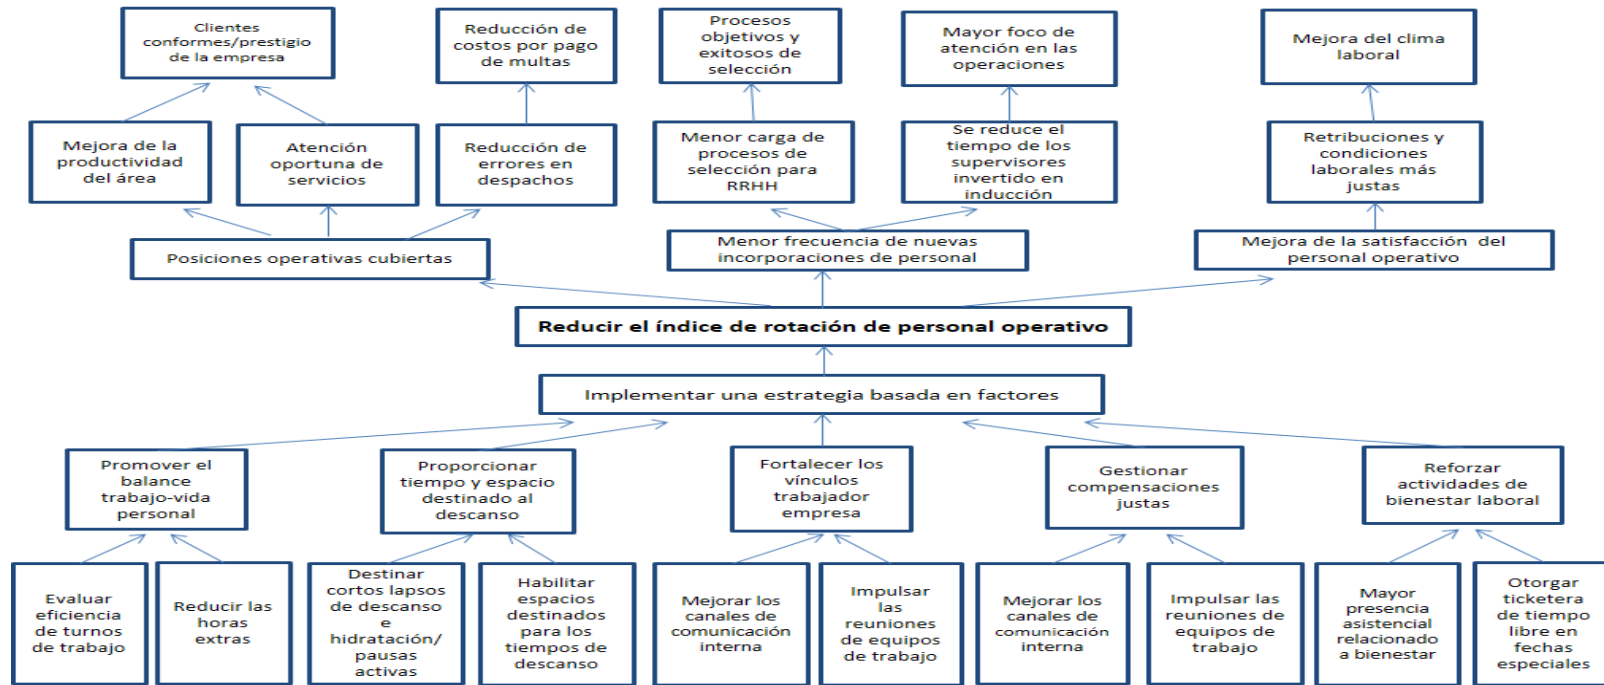 Clientes
conformes/prestigio
de la empresa
Reducción de
costos por pago
de multas
Procesos
objetivos y
exitosos de
selección
Mayor foco de
atención en las
operaciones
Mejora del clima
laboral
Mejora de la
productividad
del área
Atención
oportuna de
servicios
Reducción de
errores en
despachos
Menor carga de
procesos de
selección para
RRHH
Se reduce el
tiempo de los
supervisores
invertido en
inducción
Retribuciones y
condiciones
laborales más
justas
Posiciones operativas cubiertas
Menor frecuencia de nuevas
incorporaciones de personal
Mejora de la satisfacción del
personal operativo
Reducir el índice de rotación de personal operativo
Implementar una estrategia basada en factores
Promover el
balance
trabajo-vida
personal
Proporcionar
tiempo y espacio
destinado al
descanso
Fortalecer los
vínculos
trabajador
empresa
Gestionar
compensaciones
justas
Reforzar
actividades de
bienestar laboral
Evaluar
eficiencia
de turnos
de trabajo
Reducir las
horas
extras
Destinar
cortos lapsos
de descanso
e
hidratación/
pausas
activas
Habilitar
espacios
destinados
para los
tiempos de
descanso
Mejorar los
canales de
comunicación
interna
Impulsar
las
reuniones
de equipos
de trabajo
Mejorar los
canales de
comunicación
interna
Impulsar las
reuniones de
equipos de
trabajo
Mayor
presencia
asistencial
relacionado
a bienestar
Otorgar
ticketera
de tiempo
libre en
fechas
especiales